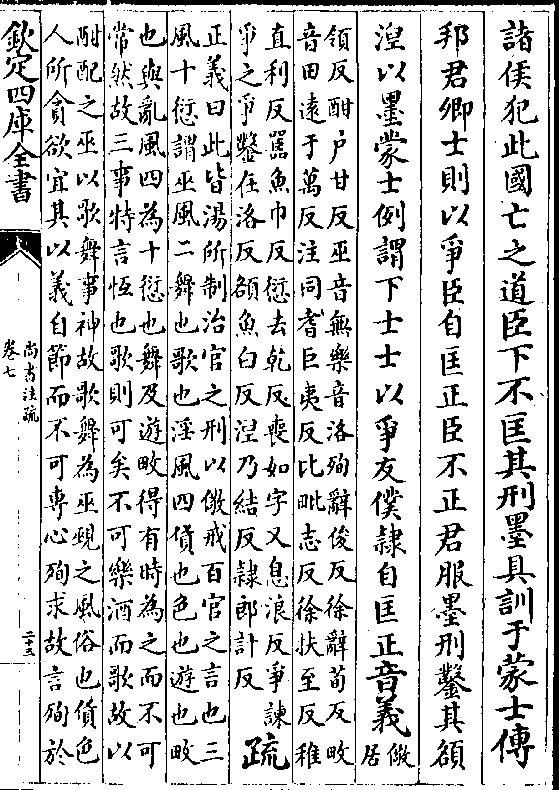 諸侯犯此國亡之道臣下不匡其刑墨具訓于蒙士傳
邦君卿士則以爭臣自匡正臣不正君服墨刑鑿其頟
涅以墨蒙士例謂下士士以爭友僕隸自匡正音義儆居
領反酣户甘反巫音無樂音洛殉辭俊反徐辭荀反畋
音田遠于萬反注同耆巨夷反比毗志反徐扶至反稚
直利反嚚魚巾反愆去乾反喪如字又息浪反爭諫
爭之爭鑿在洛反頟魚白反涅乃結反隸郎計反
疏
正義曰此皆湯所制治官之刑以儆戒百官之言也三
風十愆謂巫風二舞也歌也淫風四貨也色也遊也畋
也與亂風四為十愆也舞及遊畋得有時為之而不可
常然故三事特言恒也歌則可矣不可樂酒而歌故以
酣配之巫以歌舞事神故歌舞為巫覡之風俗也貨色
人所貪欲宜其以義自節而不可專心殉求故言殉於
欽定四庫全書
尚書注疏
卷七
二十三